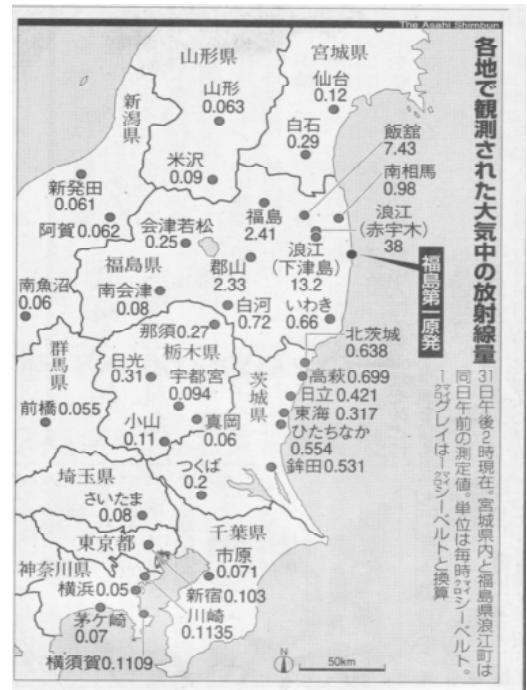 The Asahi Shimbun
各地で観測された大気中の放射線量
31日午後2時現在。宮城県内と福島県浪江町は
同日午前の測定値。単位は毎時マイクロシーベルト。
1マイクログレイは1マイクロシーベルトと換算
山形県
山形
0.063
米沢
0.09
宮城県
仙台
0.12
白石
0.29
新潟県
新発田
0.061
阿賀0.062
南魚沼
0.06
福島県
会津若松
0.25
福島
2.41
飯舘
7.43
南相馬
0.98
浪江
(赤宇木)
38
浪江
(下津島)
13.2
福島第一原発
郡山
2.33
南会津
0.08
白河
0.72
いわき
0.66
栃木県
那須0.27
日光
0.31
宇都宮
0.094
小山
0.11
真岡
0.06
群馬県
前橋0.055
茨城県
北茨城
0.638
高萩0.699
日立0.421
東海0.317
ひたちなか
0.554
鉾田0.531
つくば
0.2
埼玉県
さいたま
0.08
東京都
新宿0.103
千葉県
市原
0.071
神奈川県
横浜0.05
川崎
0.1135
茅ケ崎
0.07
横須賀0.1109
N
50km